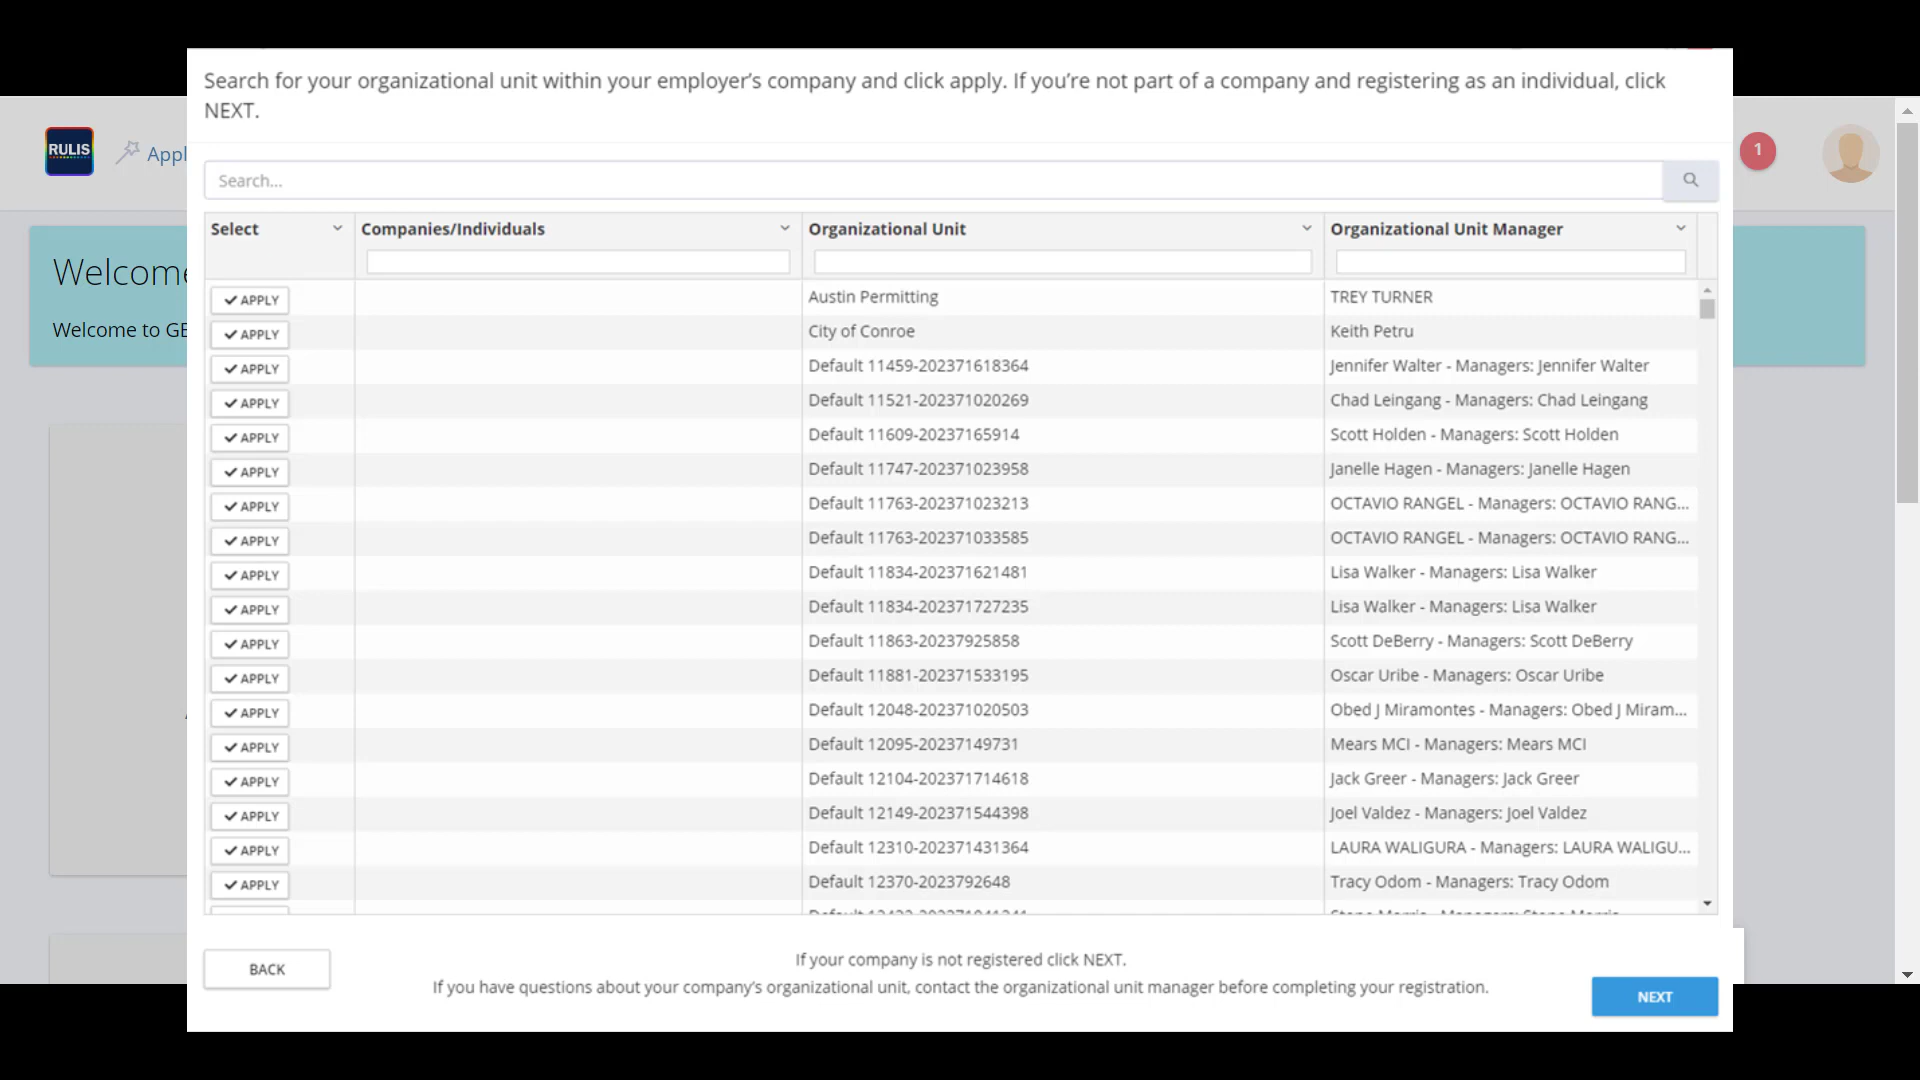 Search for your organizational unit within your employer's company and click apply. If you're not part of a company and registering as an individual, click
NEXT.
RULIS
Appl
1
Search...
Select Companies/Individuals Organizational Unit Organizational Unit Manager
Welcome
Welcome to GE
APPLY Austin Permitting TREY TURNER
APPLY City of Conroe Keith Petru
APPLY Default 11459-202371618364 Jennifer Walter - Managers: Jennifer Walter
APPLY Default 11521-202371020269 Chad Leingang - Managers: Chad Leingang
APPLY Default 11609-20237165914 Scott Holden - Managers: Scott Holden
APPLY Default 11747-202371023958 Janelle Hagen - Managers: Janelle Hagen
APPLY Default 11763-202371023213 OCTAVIO RANGEL - Managers: OCTAVIO RANG...
APPLY Default 11763-202371033585 OCTAVIO RANGEL - Managers: OCTAVIO RANG...
APPLY Default 11834-202371621481 Lisa Walker - Managers: Lisa Walker
APPLY Default 11834-202371727235 Lisa Walker - Managers: Lisa Walker
APPLY Default 11863-20237925858 Scott DeBerry - Managers: Scott DeBerry
APPLY Default 11881-202371533195 Oscar Uribe - Managers: Oscar Uribe
APPLY Default 12048-202371020503 Obed J Miramontes - Managers: Obed J Miram...
APPLY Default 12095-20237149731 Mears MCI - Managers: Mears MCI
APPLY Default 12104-202371714618 Jack Greer - Managers: Jack Greer
APPLY Default 12149-202371544398 Joel Valdez - Managers: Joel Valdez
APPLY Default 12310-202371431364 LAURA WALIGURA - Managers: LAURA WALIGU...
APPLY Default 12370-2023792648 Tracy Odom - Managers: Tracy Odom
BACK
If your company is not registered click NEXT.
If you have questions about your company's organizational unit, contact the organizational unit manager before completing your registration.
NEXT